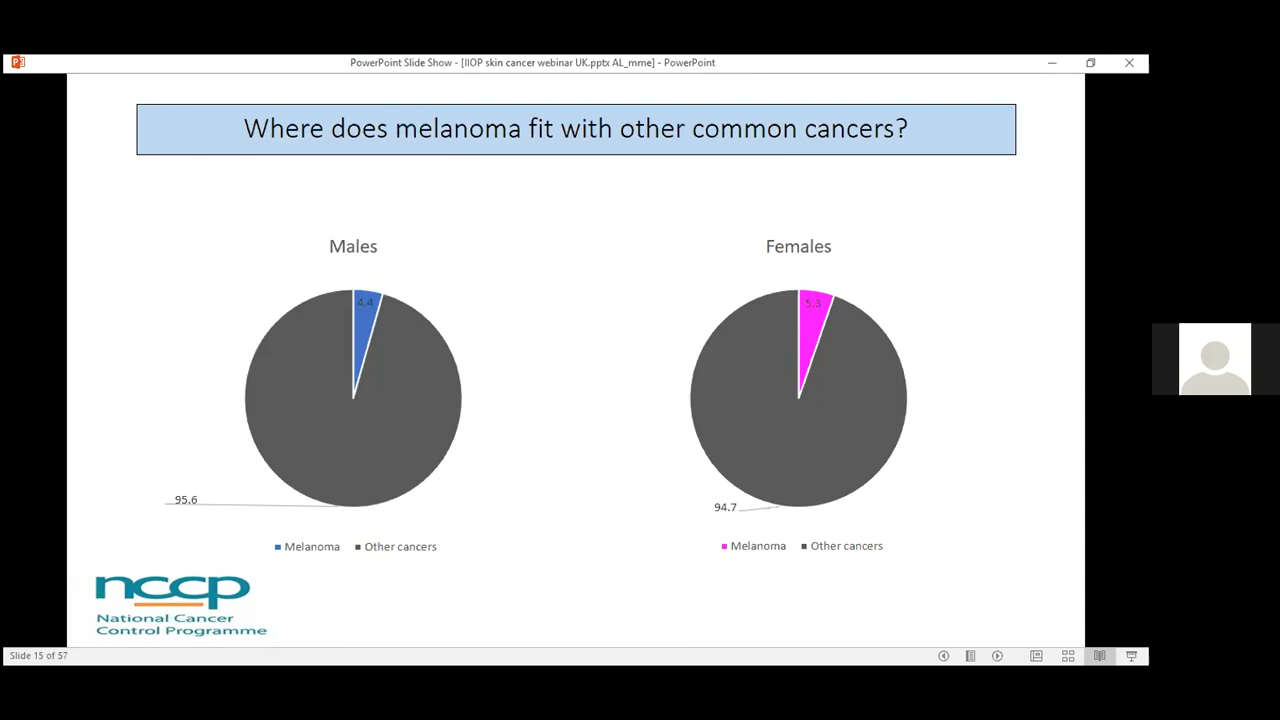 PowerPoint Slide Show - [IIOP skin cancer webinar UK.pptx AL_mme] - PowerPoint
Where does melanoma fit with other common cancers?
Males
4.4
95.6
Melanoma Other cancers
Females
5.3
94.7
Melanoma Other cancers
nccp
National Cancer
Control Programme
Slide 15 of 57